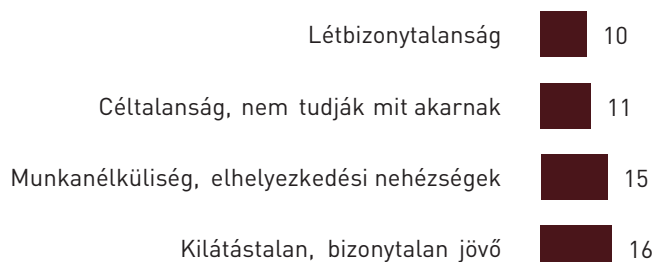 Létbizonytalanság 10
Céltalanság, nem tudják mit akarnak 11
Munkanélküliség, elhelyezkedési nehézségek 15
Kilátástalan, bizonytalan jövő 16